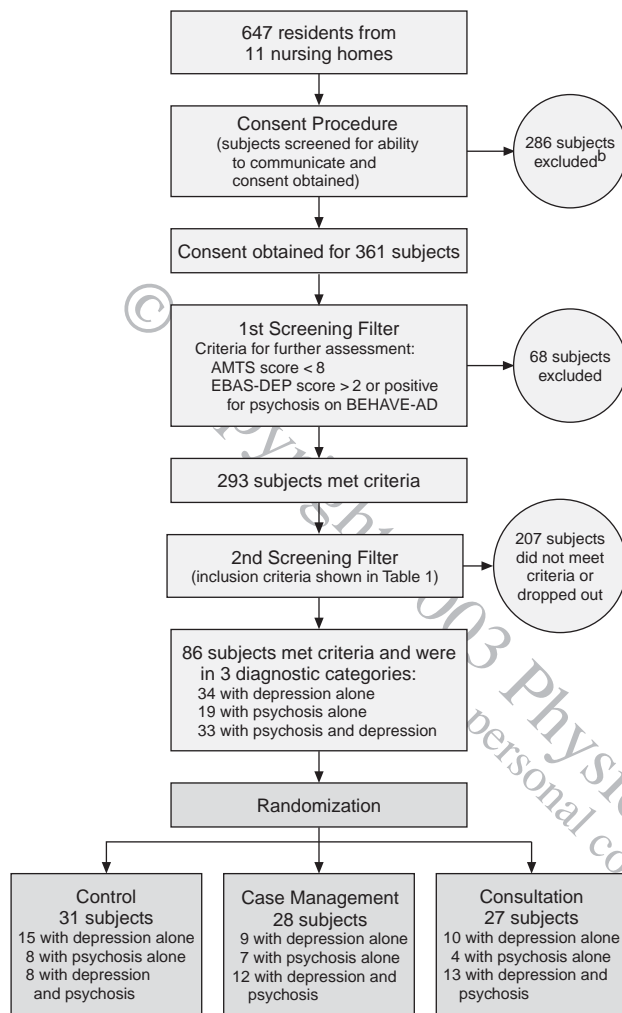 647 residents from
11 nursing homes
Consent Procedure
(subjects screened for ability
to communicate and
consent obtained)
286 subjects
excludedb
Consent obtained for 361 subjects
1st Screening Filter
Criteria for further assessment:
AMTS score < 8
EBAS-DEP score > 2 or positive
for psychosis on BEHAVE-AD
68 subjects
excluded
293 subjects met criteria
2nd Screening Filter
(inclusion criteria shown in Table 1)
207 subjects
did not meet
criteria or
dropped out
86 subjects met criteria and were
in 3 diagnostic categories:
34 with depression alone
19 with psychosis alone
33 with psychosis and depression
Randomization
Control
31 subjects
15 with depression alone
8 with psychosis alone
8 with depression
and psychosis
Case Management
28 subjects
9 with depression alone
7 with psychosis alone
12 with depression and
psychosis
Consultation
27 subjects
10 with depression alone
4 with psychosis alone
13 with depression and
psychosis
©
personal